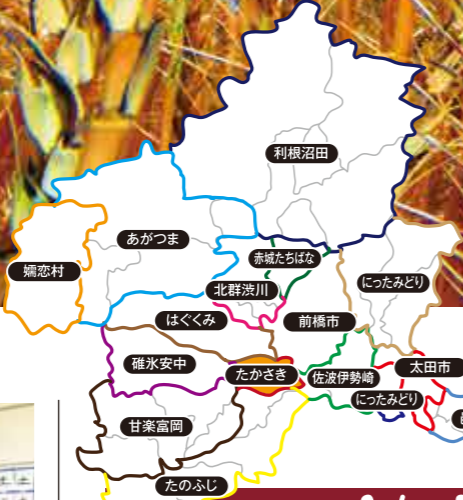 利根沼田
あがつま
赤城たちばな
嬬恋村
にったみどり
北群渋川
はぐくみ
前橋市
碓氷安中
太田市
たかさき
佐波伊勢崎
にったみどり
甘楽富岡
たのふじ